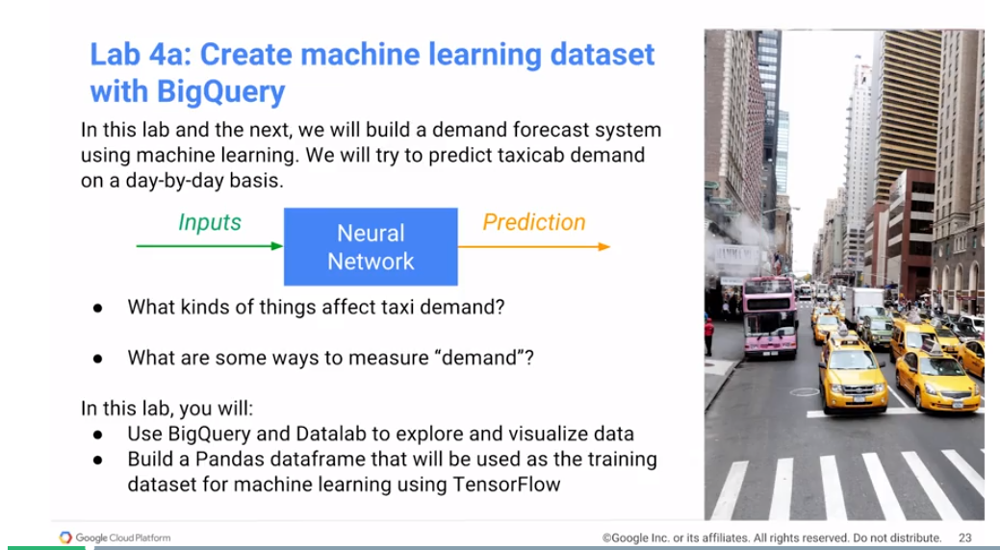 Lab 4a: Create machine learning dataset
with BigQuery
In this lab and the next, we will build a demand forecast system
using machine learning. We will try to predict taxicab demand
on a day-by-day basis.
Inputs
Neural
Network
Prediction
● What kinds of things affect taxi demand?
● What are some ways to measure “demand”?
In this lab, you will:
● Use BigQuery and Datalab to explore and visualize data
● Build a Pandas dataframe that will be used as the training
dataset for machine learning using TensorFlow
Google Cloud Platform
©Google Inc. or its affiliates. All rights reserved. Do not distribute. 23